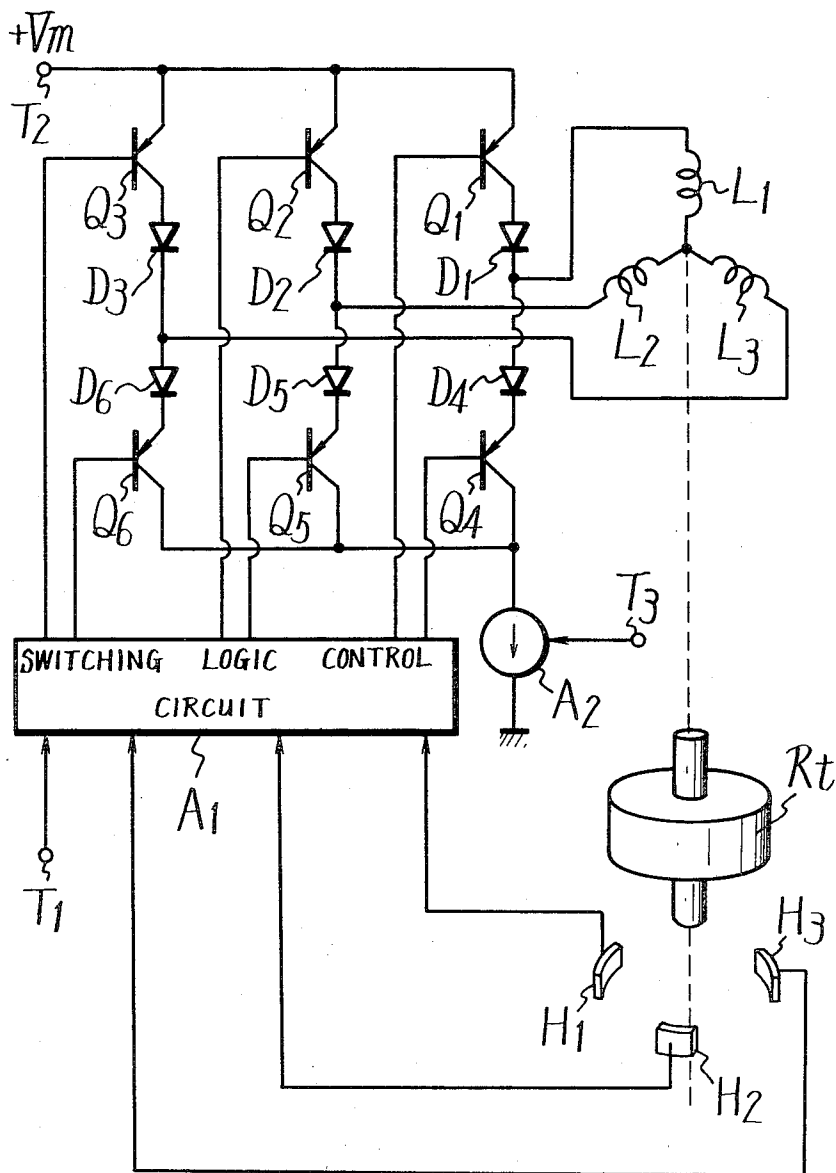 +Vm
T2
Q3
Q2
Q1
L1
D3
D2
D1
L2
L3
D6
D5
D4
Q6
Q5
Q4
T3
SWITCHING LOGIC CONTROL
CIRCUIT
A2
A1
Rt
T1
H3
H1
H2